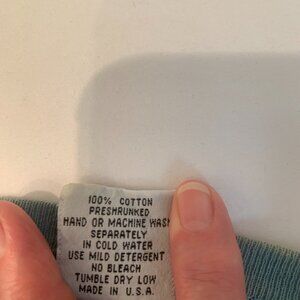 100% COTTON
PRESHRUNKED
HAND OR MACHINE WASH
SEPARATELY
IN COLD WATER
USE MILD DETERGENT
NO BLEACH
TUMBLE DRY LOW
MADE IN U.S.A.